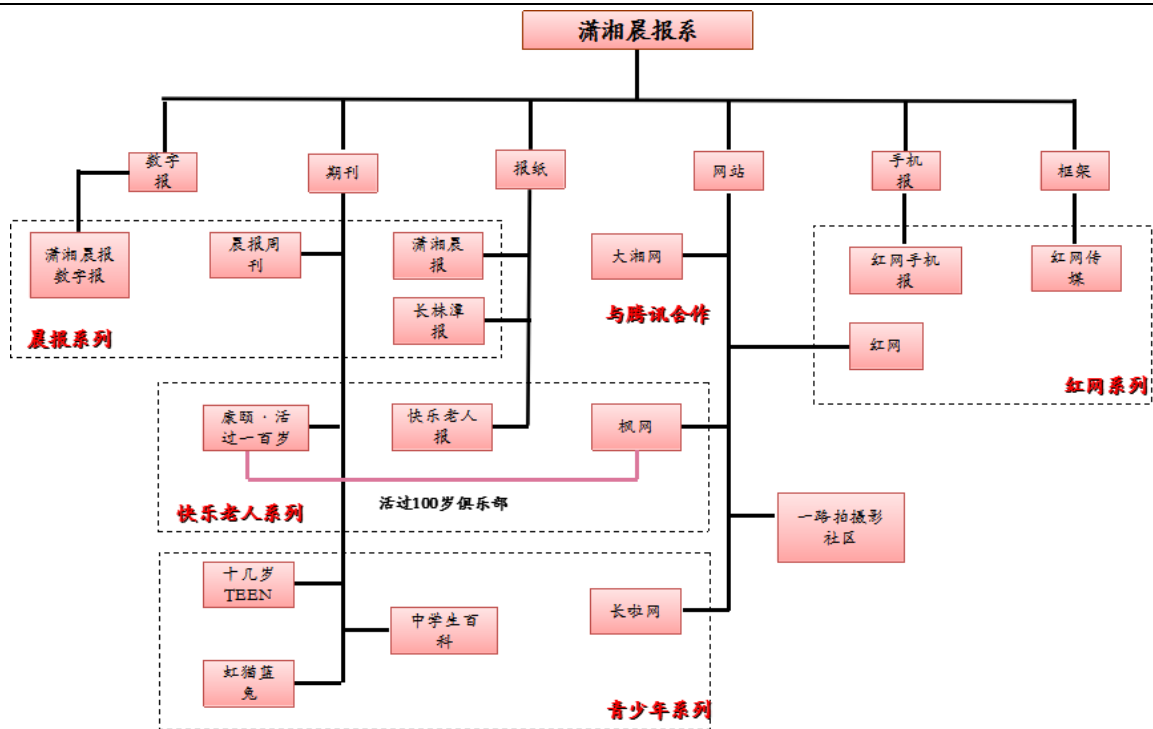 潇湘晨报系
数字
报
期刊
报纸
网站
手机
报
框架
潇湘晨报
数字报
晨报周
刊
潇湘晨
报
大湘网
红网手机
报
红网传
媒
长株潭
报
与腾讯合作
晨报系列
红网
红网系列
康颐·活
过一百岁
快乐老人
报
枫网
活过100岁俱乐部
快乐老人系列
一路拍摄影
社区
十几岁
TEEN
中学生百
科
长啦网
虹猫蓝
兔
青少年系列